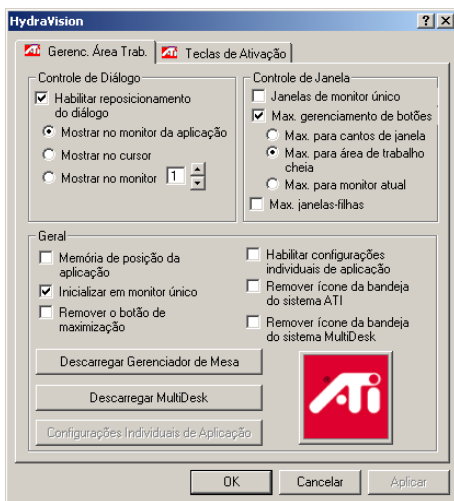 HydraVision
Gerenc. Área Trab.
Teclas de Ativação
Controle de Diálogo
Habilitar reposicionamento
do diálogo
Mostrar no monitor da aplicação
Mostrar no cursor
Mostrar no monitor 1
Controle de Janela
Janelas de monitor único
Max. gerenciamento de botões
Max. para cantos de janela
Max. para área de trabalho
cheia
Max. para monitor atual
Max. janelas-filhas
Geral
Memória de posição da
aplicação
Inicializar em monitor único
Remover o botão de
maximização
Habilitar configurações
individuais de aplicação
Remover ícone da bandeja
do sistema ATI
Remover ícone da bandeja
do sistema MultiDesk
Descarregar Gerenciador de Mesa
Descarregar MultiDesk
Configurações Individuais de Aplicação
ATi
OK
Cancelar
Aplicar